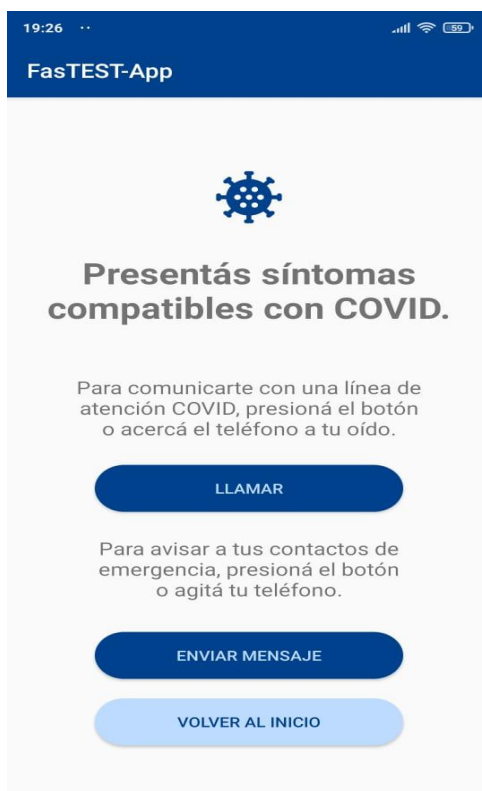 19:26
59
FasTEST-App
Presentás síntomas
compatibles con COVID.
Para comunicarte con una línea de
atención COVID, presioná el botón
o acercá el teléfono a tu oído.
LLAMAR
Para avisar a tus contactos de
emergencia, presioná el botón
o agitá tu teléfono.
ENVIAR MENSAJE
VOLVER AL INICIO